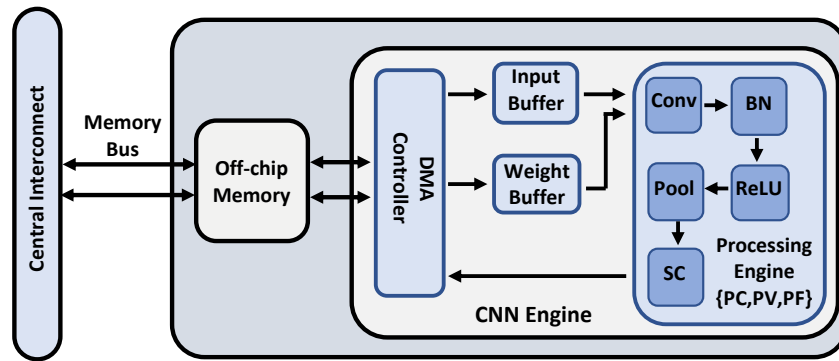 Central Interconnect
Memory
Bus
Off-chip
Memory
DMA
Controller
Input
Buffer
Weight
Buffer
Conv
BN
Pool
ReLU
SC
Processing
Engine
{PC,PV,PF}
CNN Engine